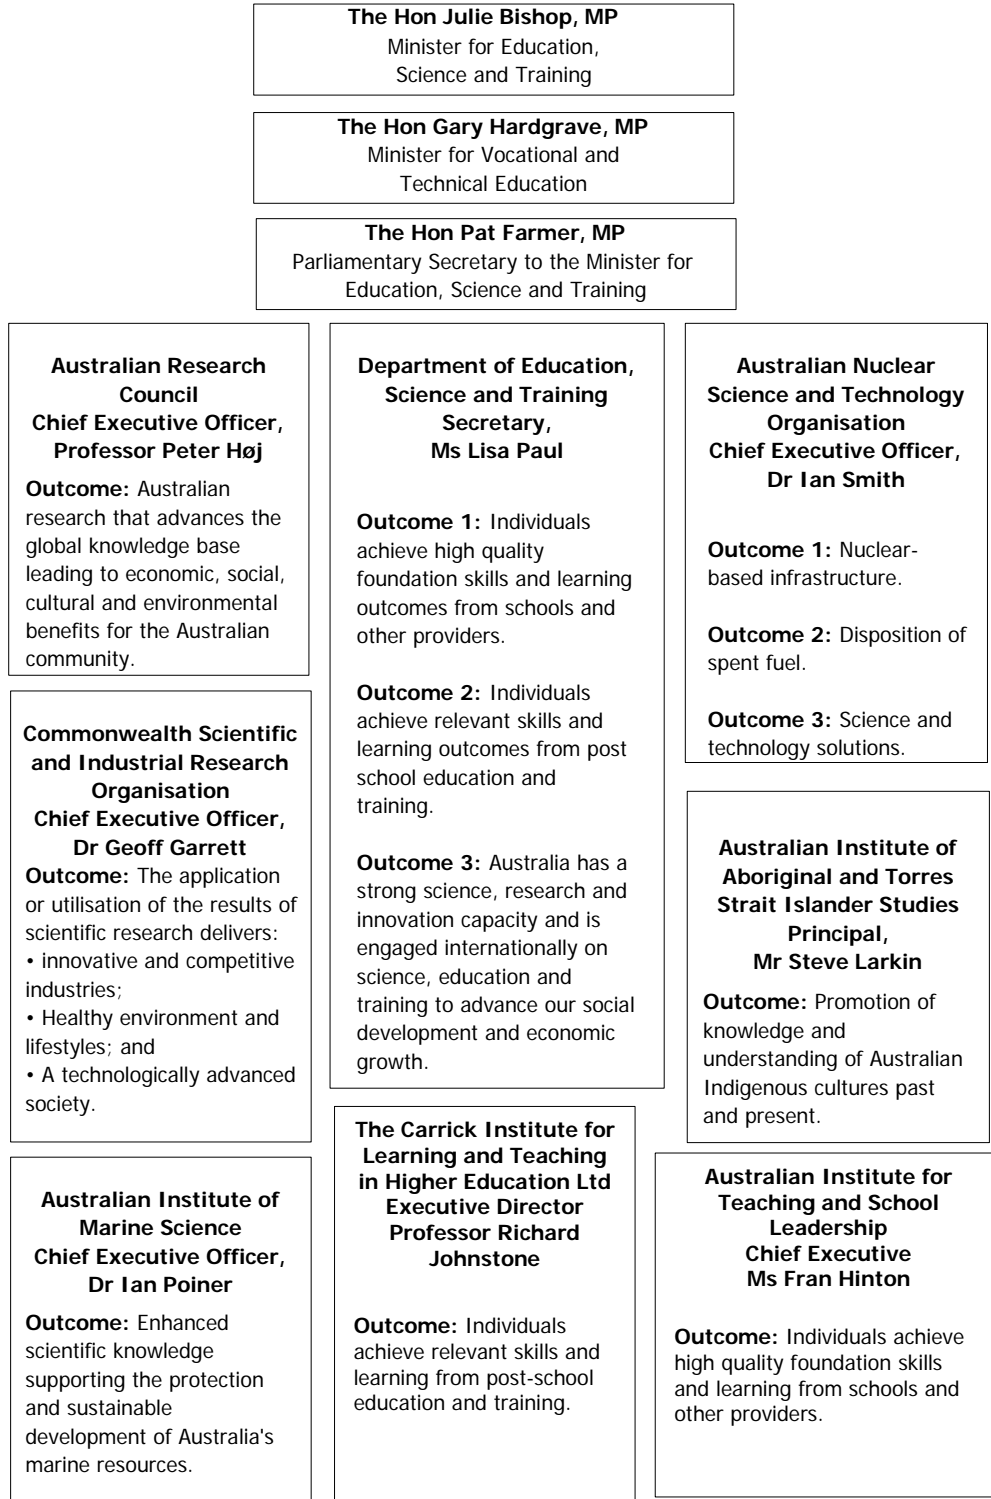 The Hon Julie Bishop, MP
Minister for Education,
Science and Training
The Hon Gary Hardgrave, MP
Minister for Vocational and
Technical Education
The Hon Pat Farmer, MP
Parliamentary Secretary to the Minister for
Education, Science and Training
Australian Research
Council
Chief Executive Officer,
Professor Peter Høj
Outcome: Australian
research that advances the
global knowledge base
leading to economic, social,
cultural and environmental
benefits for the Australian
community.
Commonwealth Scientific
and Industrial Research
Organisation
Chief Executive Officer,
Dr Geoff Garrett
Outcome: The application
or utilisation of the results of
scientific research delivers:
• innovative and competitive
industries;
• Healthy environment and
lifestyles; and
• A technologically advanced
society.
Australian Institute of
Marine Science
Chief Executive Officer,
Dr Ian Poiner
Outcome: Enhanced
scientific knowledge
supporting the protection
and sustainable
development of Australia's
marine resources.
Department of Education,
Science and Training
Secretary,
Ms Lisa Paul
Outcome 1: Individuals
achieve high quality
foundation skills and learning
outcomes from schools and
other providers.
Outcome 2: Individuals
achieve relevant skills and
learning outcomes from post
school education and
training.
Outcome 3: Australia has a
strong science, research and
innovation capacity and is
engaged internationally on
science, education and
training to advance our social
development and economic
growth.
The Carrick Institute for
Learning and Teaching
in Higher Education Ltd
Executive Director
Professor Richard
Johnstone
Outcome: Individuals
achieve relevant skills and
learning from post-school
education and training.
Australian Nuclear
Science and Technology
Organisation
Chief Executive Officer,
Dr Ian Smith
Outcome 1: Nuclear-
based infrastructure.
Outcome 2: Disposition of
spent fuel.
Outcome 3: Science and
technology solutions.
Australian Institute of
Aboriginal and Torres
Strait Islander Studies
Principal,
Mr Steve Larkin
Outcome: Promotion of
knowledge and
understanding of Australian
Indigenous cultures past
and present.
Australian Institute for
Teaching and School
Leadership
Chief Executive
Ms Fran Hinton
Outcome: Individuals achieve
high quality foundation skills
and learning from schools and
other providers.